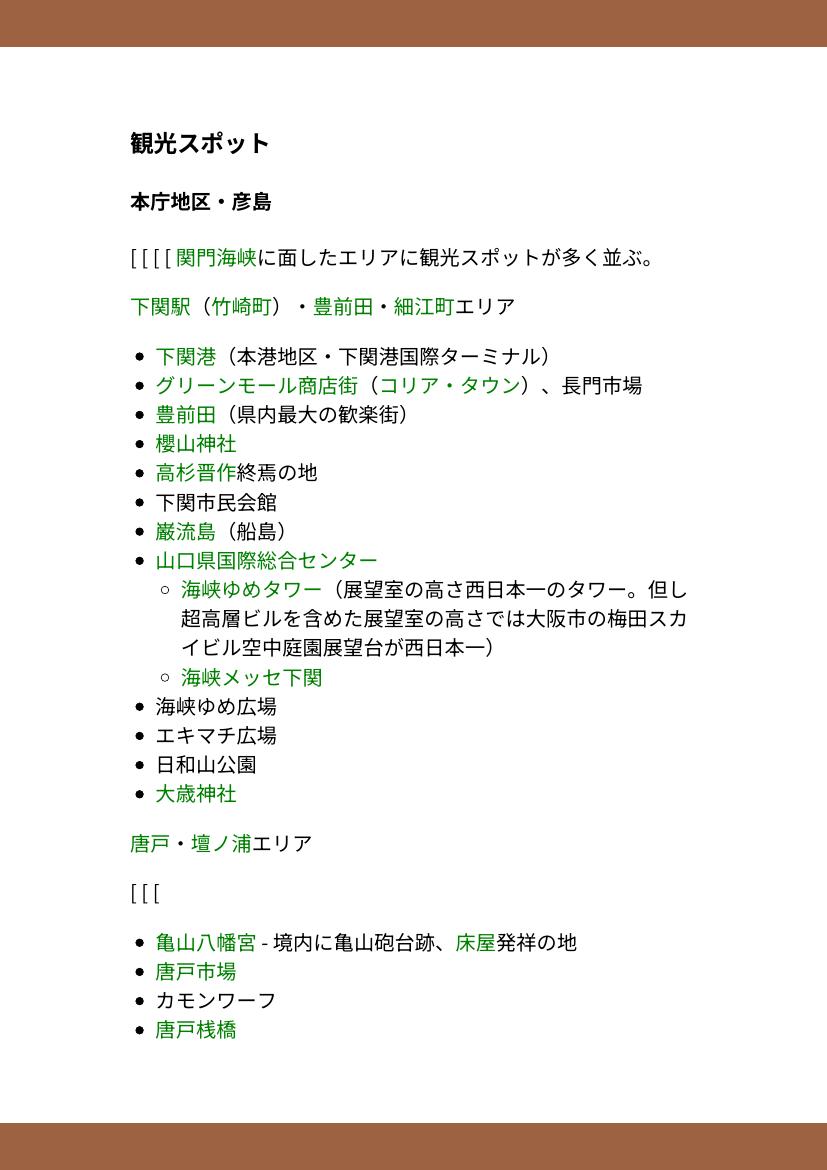 観光スポット
本庁地区・彦島
[ [ [ [ 関門海峡に面したエリアに観光スポットが多く並ぶ。
下関駅（竹崎町）・豊前田・細江町エリア
• 下関港（本港地区・下関港国際ターミナル）
• グリーンモール商店街（コリア・タウン）、長門市場
• 豊前田（県内最大の歓楽街）
• 櫻山神社
• 高杉晋作終焉の地
• 下関市民会館
• 巌流島（船島）
• 山口県国際総合センター
◦ 海峡ゆめタワー（展望室の高さ西日本一のタワー。但し
超高層ビルを含めた展望室の高さでは大阪市の梅田スカ
イビル空中庭園展望台が西日本一）
◦ 海峡メッセ下関
• 海峡ゆめ広場
• エキマチ広場
• 日和山公園
• 大歳神社
唐戸・壇ノ浦エリア
[ [ [
• 亀山八幡宮 - 境内に亀山砲台跡、床屋発祥の地
• 唐戸市場
• カモンワーフ
• 唐戸桟橋